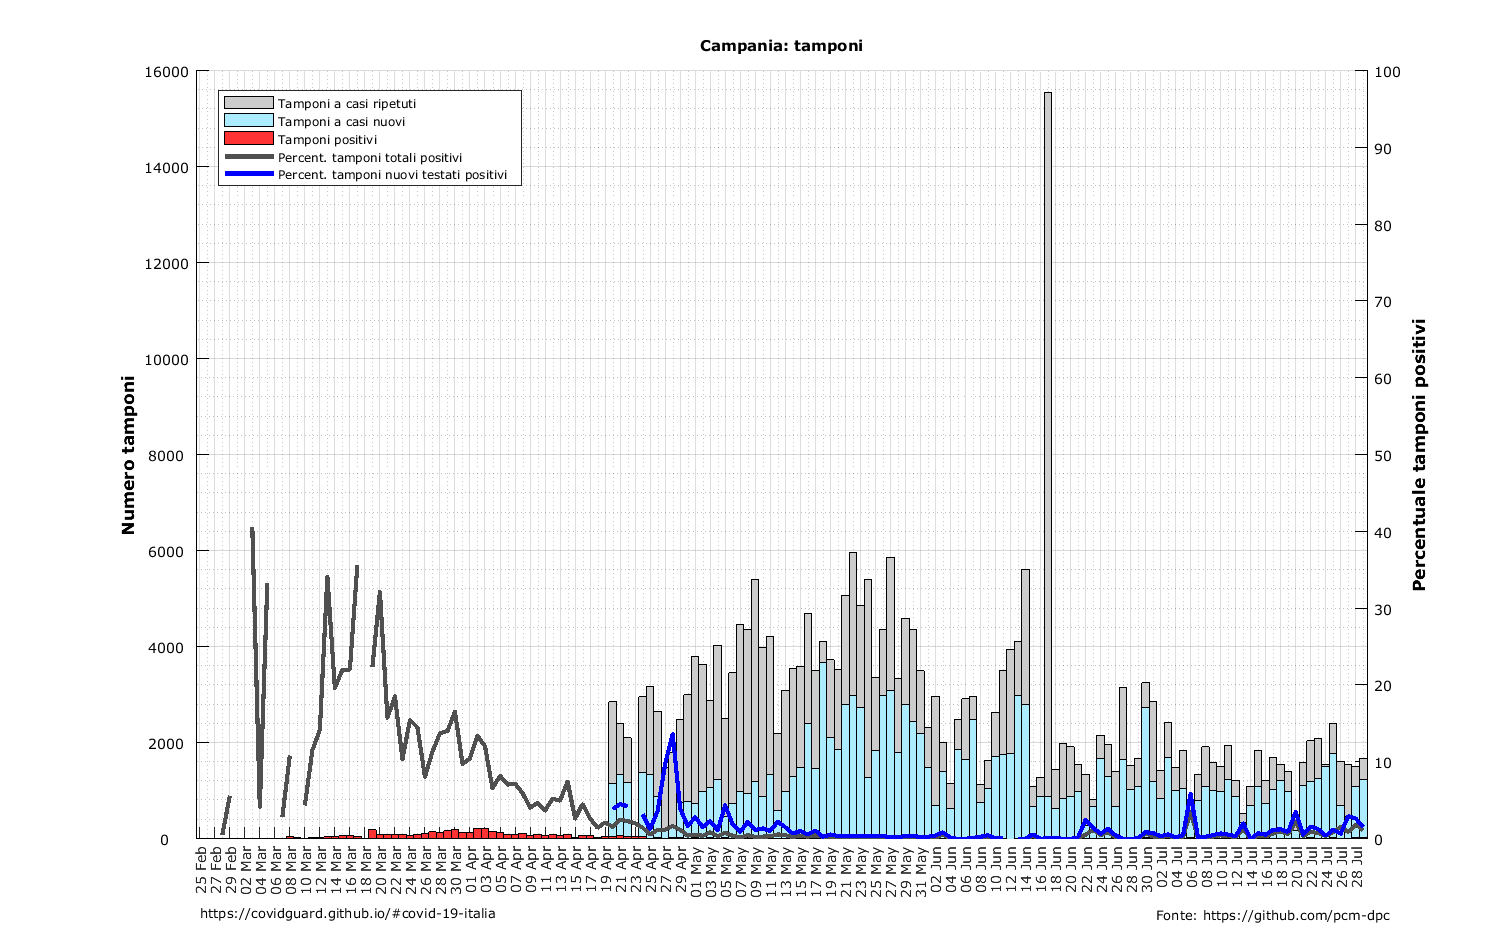 Campania: tamponi
16000
14000
12000
10000
8000
6000
4000
2000
0
100
90
80
70
60
50
40
30
20
10
0
Tamponi a casi ripetuti
Tamponi a casi nuovi
Tamponi positivi
Percent. tamponi totali positivi
Percent. tamponi nuovi testati positivi
Numero tamponi
Percentuale tamponi positivi
25 Feb
27 Feb
29 Feb
02 Mar
04 Mar
06 Mar
08 Mar
10 Mar
12 Mar
14 Mar
16 Mar
18 Mar
20 Mar
22 Mar
24 Mar
26 Mar
28 Mar
30 Mar
01 Apr
03 Apr
05 Apr
07 Apr
09 Apr
11 Apr
13 Apr
15 Apr
17 Apr
19 Apr
21 Apr
23 Apr
25 Apr
27 Apr
29 Apr
01 May
03 May
05 May
07 May
09 May
11 May
13 May
15 May
17 May
19 May
21 May
23 May
25 May
27 May
29 May
31 May
02 Jun
04 Jun
06 Jun
08 Jun
10 Jun
12 Jun
14 Jun
16 Jun
18 Jun
20 Jun
22 Jun
24 Jun
26 Jun
28 Jun
30 Jun
02 Jul
04 Jul
06 Jul
08 Jul
10 Jul
12 Jul
14 Jul
16 Jul
18 Jul
20 Jul
22 Jul
24 Jul
26 Jul
28 Jul
https://covidguard.github.io/#covid-19-italia
Fonte: https://github.com/pcm-dpc